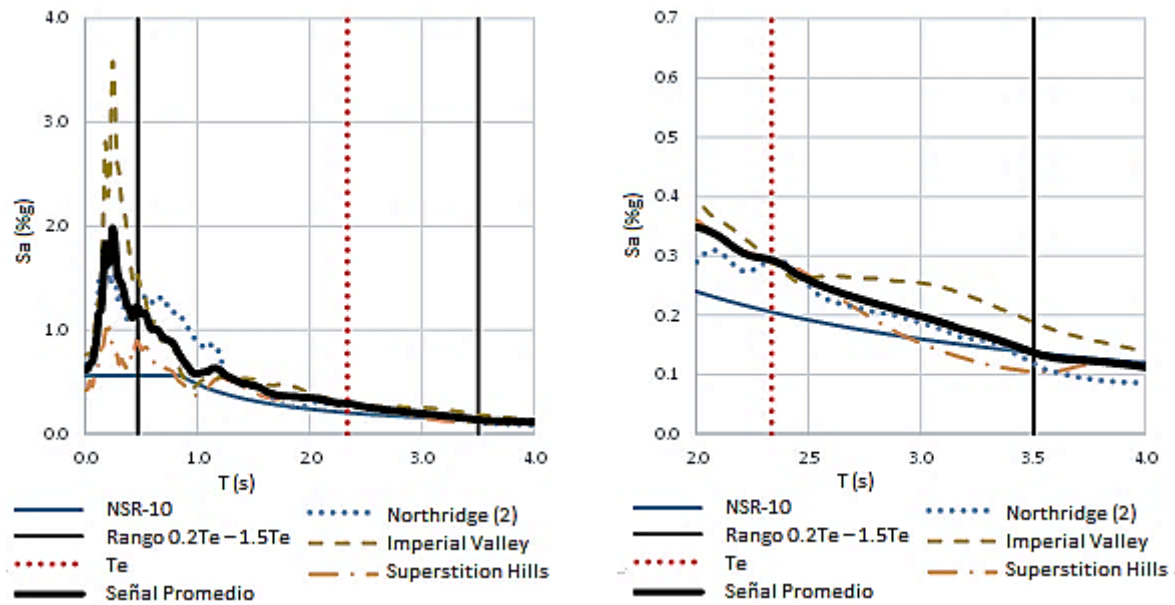 4.0
3.0
2.0
1.0
0.0
Sa (%g)
0.0 1.0 2.0 3.0 4.0
T (s)
NSR-10
Rango 0.2Te – 1.5Te
Te
Señal Promedio
Northridge (2)
Imperial Valley
Superstition Hills
0.7
0.6
0.5
0.4
0.3
0.2
0.1
0.0
Sa (%g)
2.0 2.5 3.0 3.5 4.0
T (s)
NSR-10
Rango 0.2Te – 1.5Te
Te
Señal Promedio
Northridge (2)
Imperial Valley
Superstition Hills